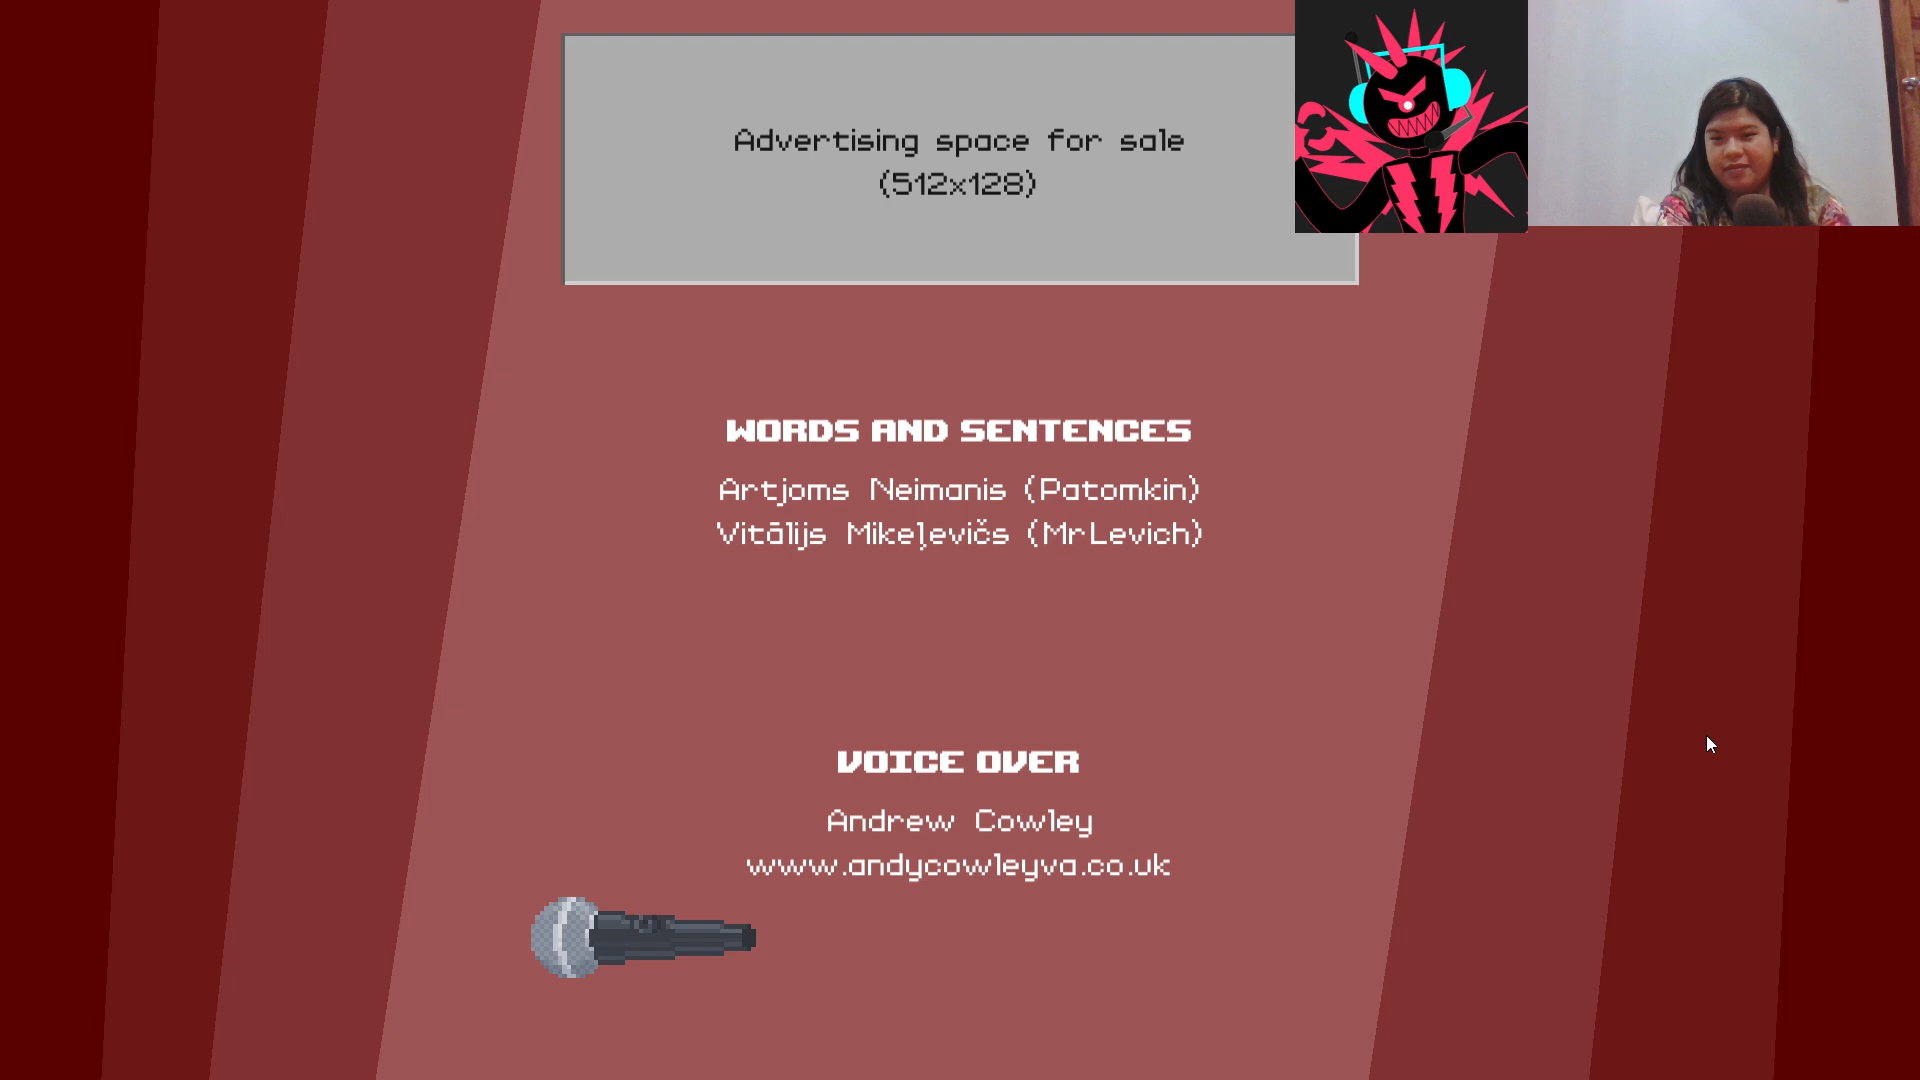 Advertising space for sale
(512x128)
WORDS AND SENTENCES
Artjoms Neimanis (Patomkin)
Vitālijs Mikeļevičs (MrLevich)
VOICE OVER
Andrew Cowley
www.andycowleyva.co.uk